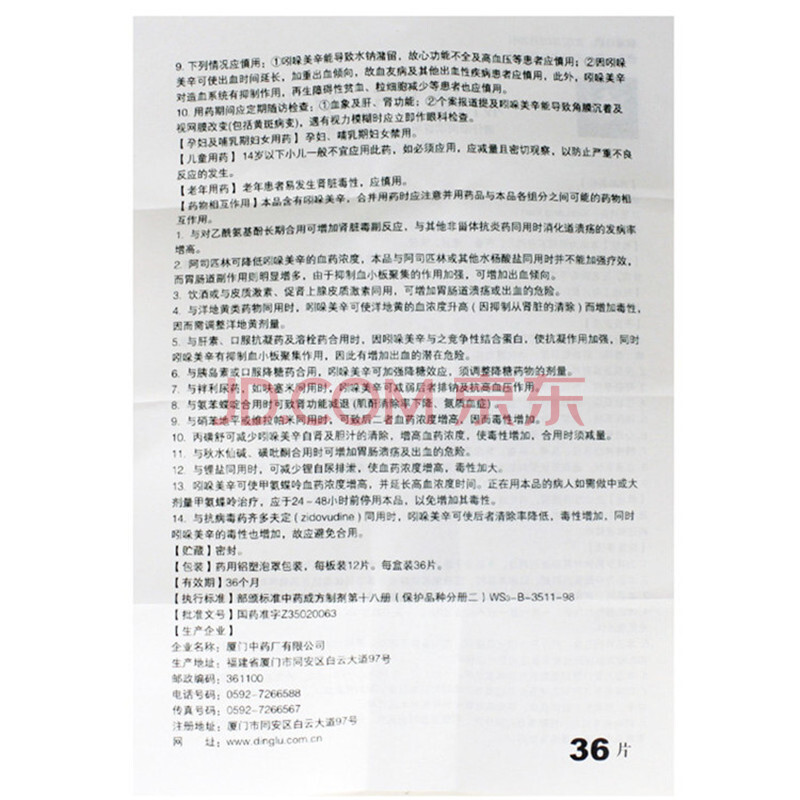 9. 下列情况应慎用：①吲哚美辛能导致水钠潴留，故心功能不全及高血压等患者应慎用；②因吲哚
美辛可使出血时间延长，加重出血倾向，故血友病及其他出血性疾病患者应慎用，此外，吲哚美辛
对造血系统有抑制作用，再生障碍性贫血、粒细胞减少等患者也应慎用。
10. 用药期间应定期随访检查：①血象及肝、肾功能；②个案报道提及吲哚美辛能导致角膜沉着及
视网膜改变(包括黄斑病变)，遇有视力模糊时应立即作眼科检查。
【孕妇及哺乳期妇女用药】孕妇、哺乳期妇女禁用。
【儿童用药】14岁以下小儿一般不宜应用此药，如必须应用，应减量且密切观察，以防止严重不良
反应的发生。
【老年用药】老年患者易发生肾脏毒性，应慎用。
【药物相互作用】本品含有吲哚美辛，合并用药时应注意并用药品与本品各组分之间可能的药物相
互作用。
1. 与对乙酰氨基酚长期合用可增加肾脏毒副反应，与其他非甾体抗炎药同用时消化道溃疡的发病率
增高。
2. 阿司匹林可降低吲哚美辛的血药浓度，本品与阿司匹林或其他水杨酸盐同用时并不能加强疗效，
而胃肠道副作用则明显增多，由于抑制血小板聚集的作用加强，可增加出血倾向。
3. 饮酒或与皮质激素、促肾上腺皮质激素同用，可增加胃肠道溃疡或出血的危险。
4. 与洋地黄类药物同用时，吲哚美辛可使洋地黄的血浓度升高(因抑制从肾脏的清除)而增加毒性，
因而需调整洋地黄剂量。
5. 与肝素、口服抗凝药及溶栓药合用时，因吲哚美辛与之竞争性结合蛋白，使抗凝作用加强，同时
吲哚美辛有抑制血小板聚集作用，因此有增加出血的潜在危险。
6. 与胰岛素或口服降糖药合用，吲哚美辛可加强降糖效应，须调整降糖药物的剂量。
7. 与袢利尿药，如呋塞米同用时，吲哚美辛可减弱后者排钠及抗高血压作用。
8. 与氨苯蝶啶合用时可致肾功能减退(肌酐清除率下降、氮质血症)
9. 与硝苯地平或维拉帕米同用时，可致后二者血药浓度增高，因而毒性增加。
10. 丙磺舒可减少吲哚美辛自肾及胆汁的清除，增高血药浓度，使毒性增加，合用时须减量。
11. 与秋水仙碱、磺吡酮合用时可增加胃肠溃疡及出血的危险。
12. 与锂盐同用时，可减少锂自尿排泄，使血药浓度增高，毒性加大。
13. 吲哚美辛可使甲氨蝶呤血药浓度增高，并延长高血浓度时间。正在用本品的病人如需做中或大
剂量甲氨蝶呤治疗，应于24－48小时前停用本品，以免增加其毒性。
14. 与抗病毒药齐多夫定(zidovudine)同用时，吲哚美辛可使后者清除率降低，毒性增加，同时
吲哚美辛的毒性也增加，故应避免合用。
【贮藏】密封。
【包装】药用铝塑泡罩包装，每板装12片。每盒装36片。
【有效期】36个月
【执行标准】部颁标准中药成方制剂第十八册(保护品种分册二)WS₃-B-3511-98
【批准文号】国药准字Z35020063
【生产企业】
企业名称：厦门中药厂有限公司
生产地址：福建省厦门市同安区白云大道97号
邮政编码：361100
电话号码：0592-7266588
传真号码：0592-7266567
注册地址：厦门市同安区白云大道97号
网　　址：www.dinglu.com.cn
36片
JD.COM 京东